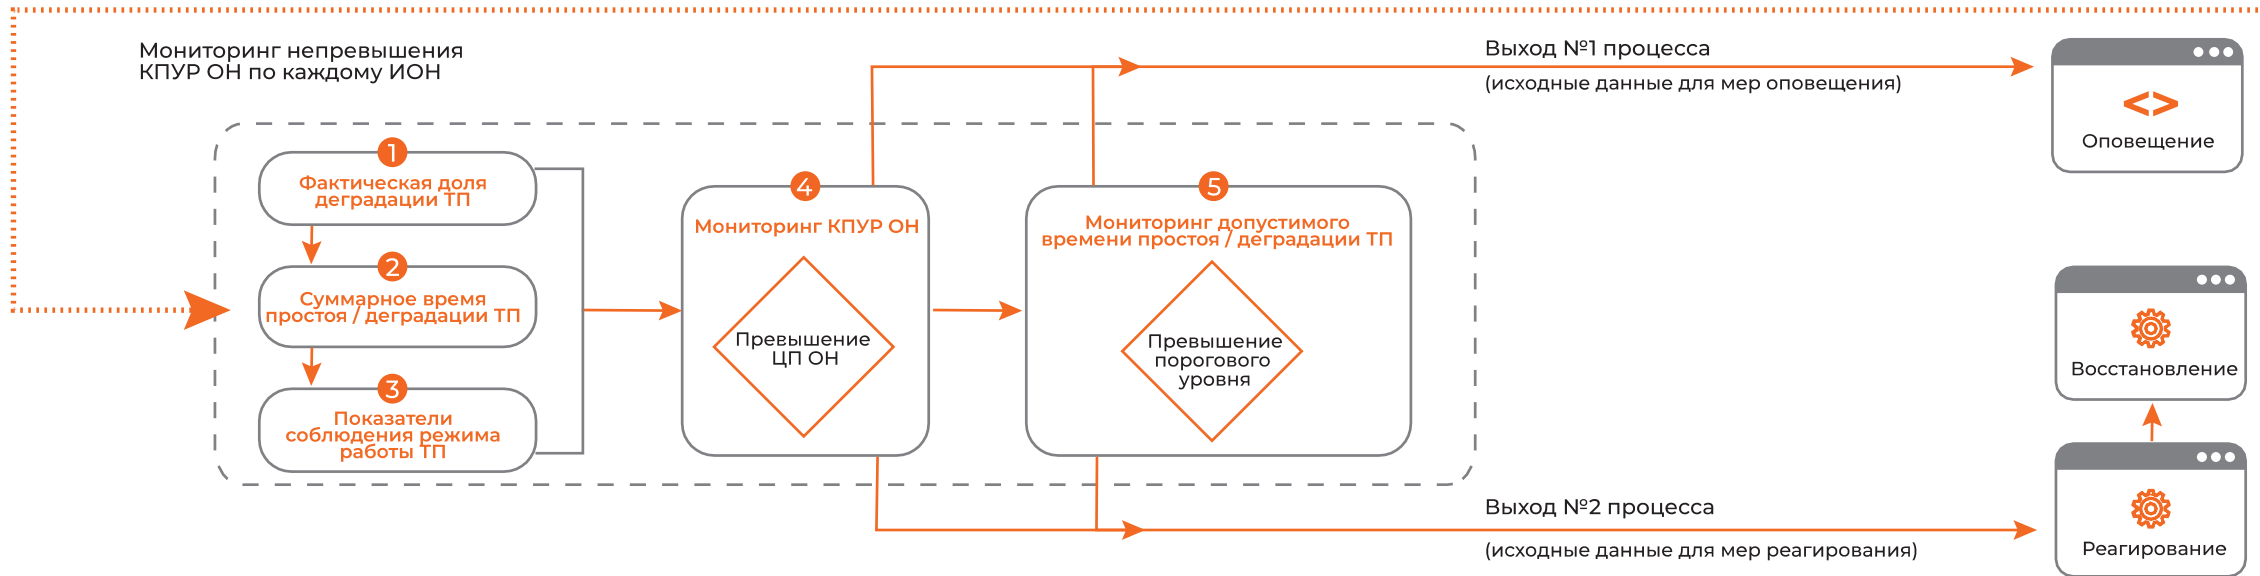 Мониторинг непревышения
КПУР ОН по каждому ИОН
1
Фактическая доля
деградации ТП
2
Суммарное время
простоя / деградации ТП
3
Показатели
соблюдения режима
работы ТП
4
Мониторинг КПУР ОН
Превышение
ЦП ОН
5
Мониторинг допустимого
времени простоя / деградации ТП
Превышение
порогового
уровня
Выход №1 процесса
(исходные данные для мер оповещения)
<>
Оповещение
Восстановление
Выход №2 процесса
(исходные данные для мер реагирования)
Реагирование